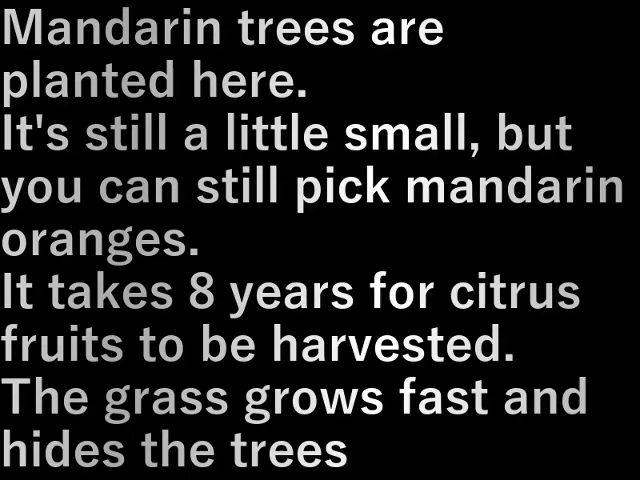 Mandarin trees are
planted here.
It's still a little small, but
you can still pick mandarin
oranges.
It takes 8 years for citrus
fruits to be harvested.
The grass grows fast and
hides the trees